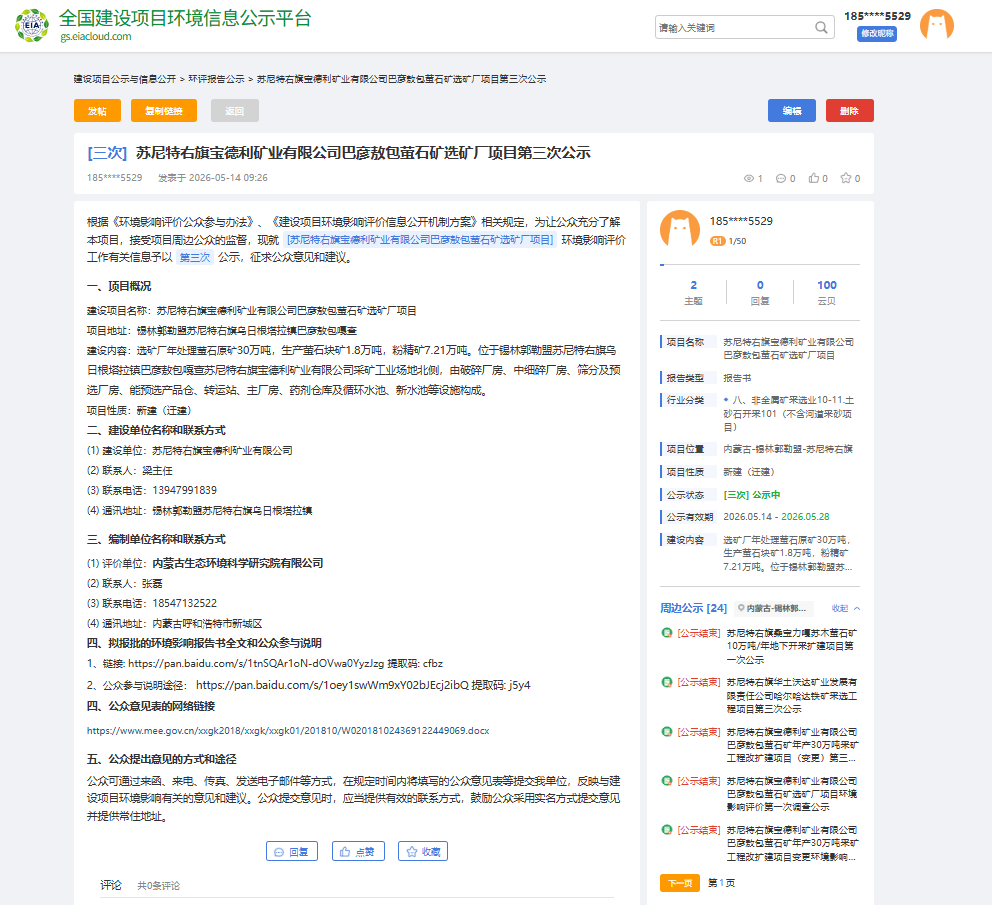 EIA
全国建设项目环境信息公示平台
gs.eiacloud.com
请输入关键词
185****5529
修改昵称
建设项目公示与信息公开 > 环评报告公示 > 苏尼特右旗宝德利矿业有限公司巴彦敖包萤石矿选矿厂项目第三次公示
发帖
复制链接
返回
编辑
删除
[三次] 苏尼特右旗宝德利矿业有限公司巴彦敖包萤石矿选矿厂项目第三次公示
185****5529 发表于 2026-05-14 09:26
1 0 0 0
根据《环境影响评价公众参与办法》、《建设项目环境影响评价信息公开机制方案》相关规定，为让公众充分了解
本项目，接受项目周边公众的监督，现就 [苏尼特右旗宝德利矿业有限公司巴彦敖包萤石矿选矿厂项目] 环境影响评价
工作有关信息予以 第三次 公示，征求公众意见和建议。
一、项目概况
建设项目名称：苏尼特右旗宝德利矿业有限公司巴彦敖包萤石矿选矿厂项目
项目地址：锡林郭勒盟苏尼特右旗乌日根塔拉镇巴彦敖包嘎查
建设内容：选矿厂年处理萤石原矿30万吨，生产萤石块矿1.8万吨，粉精矿7.21万吨。位于锡林郭勒盟苏尼特右旗乌
日根塔拉镇巴彦敖包嘎查苏尼特右旗宝德利矿业有限公司采矿工业场地北侧，由破碎厂房、中细碎厂房、筛分及预
选厂房、能预选产品仓、转运站、主厂房、药剂仓库及循环水池、新水池等设施构成。
项目性质：新建（迁建）
二、建设单位名称和联系方式
(1) 建设单位：苏尼特右旗宝德利矿业有限公司
(2) 联系人：梁主任
(3) 联系电话：13947991839
(4) 通讯地址：锡林郭勒盟苏尼特右旗乌日根塔拉镇
三、编制单位名称和联系方式
(1) 评价单位：内蒙古生态环境科学研究院有限公司
(2) 联系人：张磊
(3) 联系电话：18547132522
(4) 通讯地址：内蒙古呼和浩特市新城区
四、拟报批的环境影响报告书全文和公众参与说明
1、链接: https://pan.baidu.com/s/1tnSQAr1oN-dOVwa0YyzJzg 提取码: cfbz
2、公众参与说明途径： https://pan.baidu.com/s/1oey1swWm9xY02bJEcj2ibQ 提取码: j5y4
四、公众意见表的网络链接
https://www.mee.gov.cn/xxgk2018/xxgk/xxgk01/201810/W020181024369122449069.docx
五、公众提出意见的方式和途径
公众可通过来函、来电、传真、发送电子邮件等方式，在规定时间内将填写的公众意见表等提交我单位，反映与建
设项目环境影响有关的意见和建议。公众提交意见时，应当提供有效的联系方式，鼓励公众采用实名方式提交意见
并提供常住地址。
回复
点赞
收藏
评论 共0条评论
185****5529
R1 1/50
2 0 100
主题 回复 云贝
项目名称 苏尼特右旗宝德利矿业有限公司
巴彦敖包萤石矿选矿厂项目
报告类型 报告书
行业分类 八、非金属矿采选业10-11.土
砂石开采101（不含河道采砂项
目）
项目位置 内蒙古-锡林郭勒盟-苏尼特右旗
项目性质 新建（迁建）
公示状态 [三次] 公示中
公示有效期 2026.05.14 - 2026.05.28
建设内容 选矿厂年处理萤石原矿30万吨，
生产萤石块矿1.8万吨，粉精矿
7.21万吨。位于锡林郭勒盟苏...
周边公示 [24] 内蒙古-锡林郭... 收起
[公示结束] 苏尼特右旗桑宝力嘎苏木萤石矿
10万吨/年地下开采扩建项目第
一次公示
[公示结束] 苏尼特右旗华土沃达矿业发展有
限责任公司哈尔哈达铁矿采选工
程项目第三次公示
[公示结束] 苏尼特右旗宝德利矿业有限公司
巴彦敖包萤石矿年产30万吨采矿
工程改扩建项目（变更）第三...
[公示结束] 苏尼特右旗宝德利矿业有限公司
巴彦敖包萤石矿选矿厂项目环境
影响评价第一次调查公示
[公示结束] 苏尼特右旗宝德利矿业有限公司
巴彦敖包萤石矿年产30万吨采矿
工程改扩建项目变更环境影响...
下一页 第 1 页